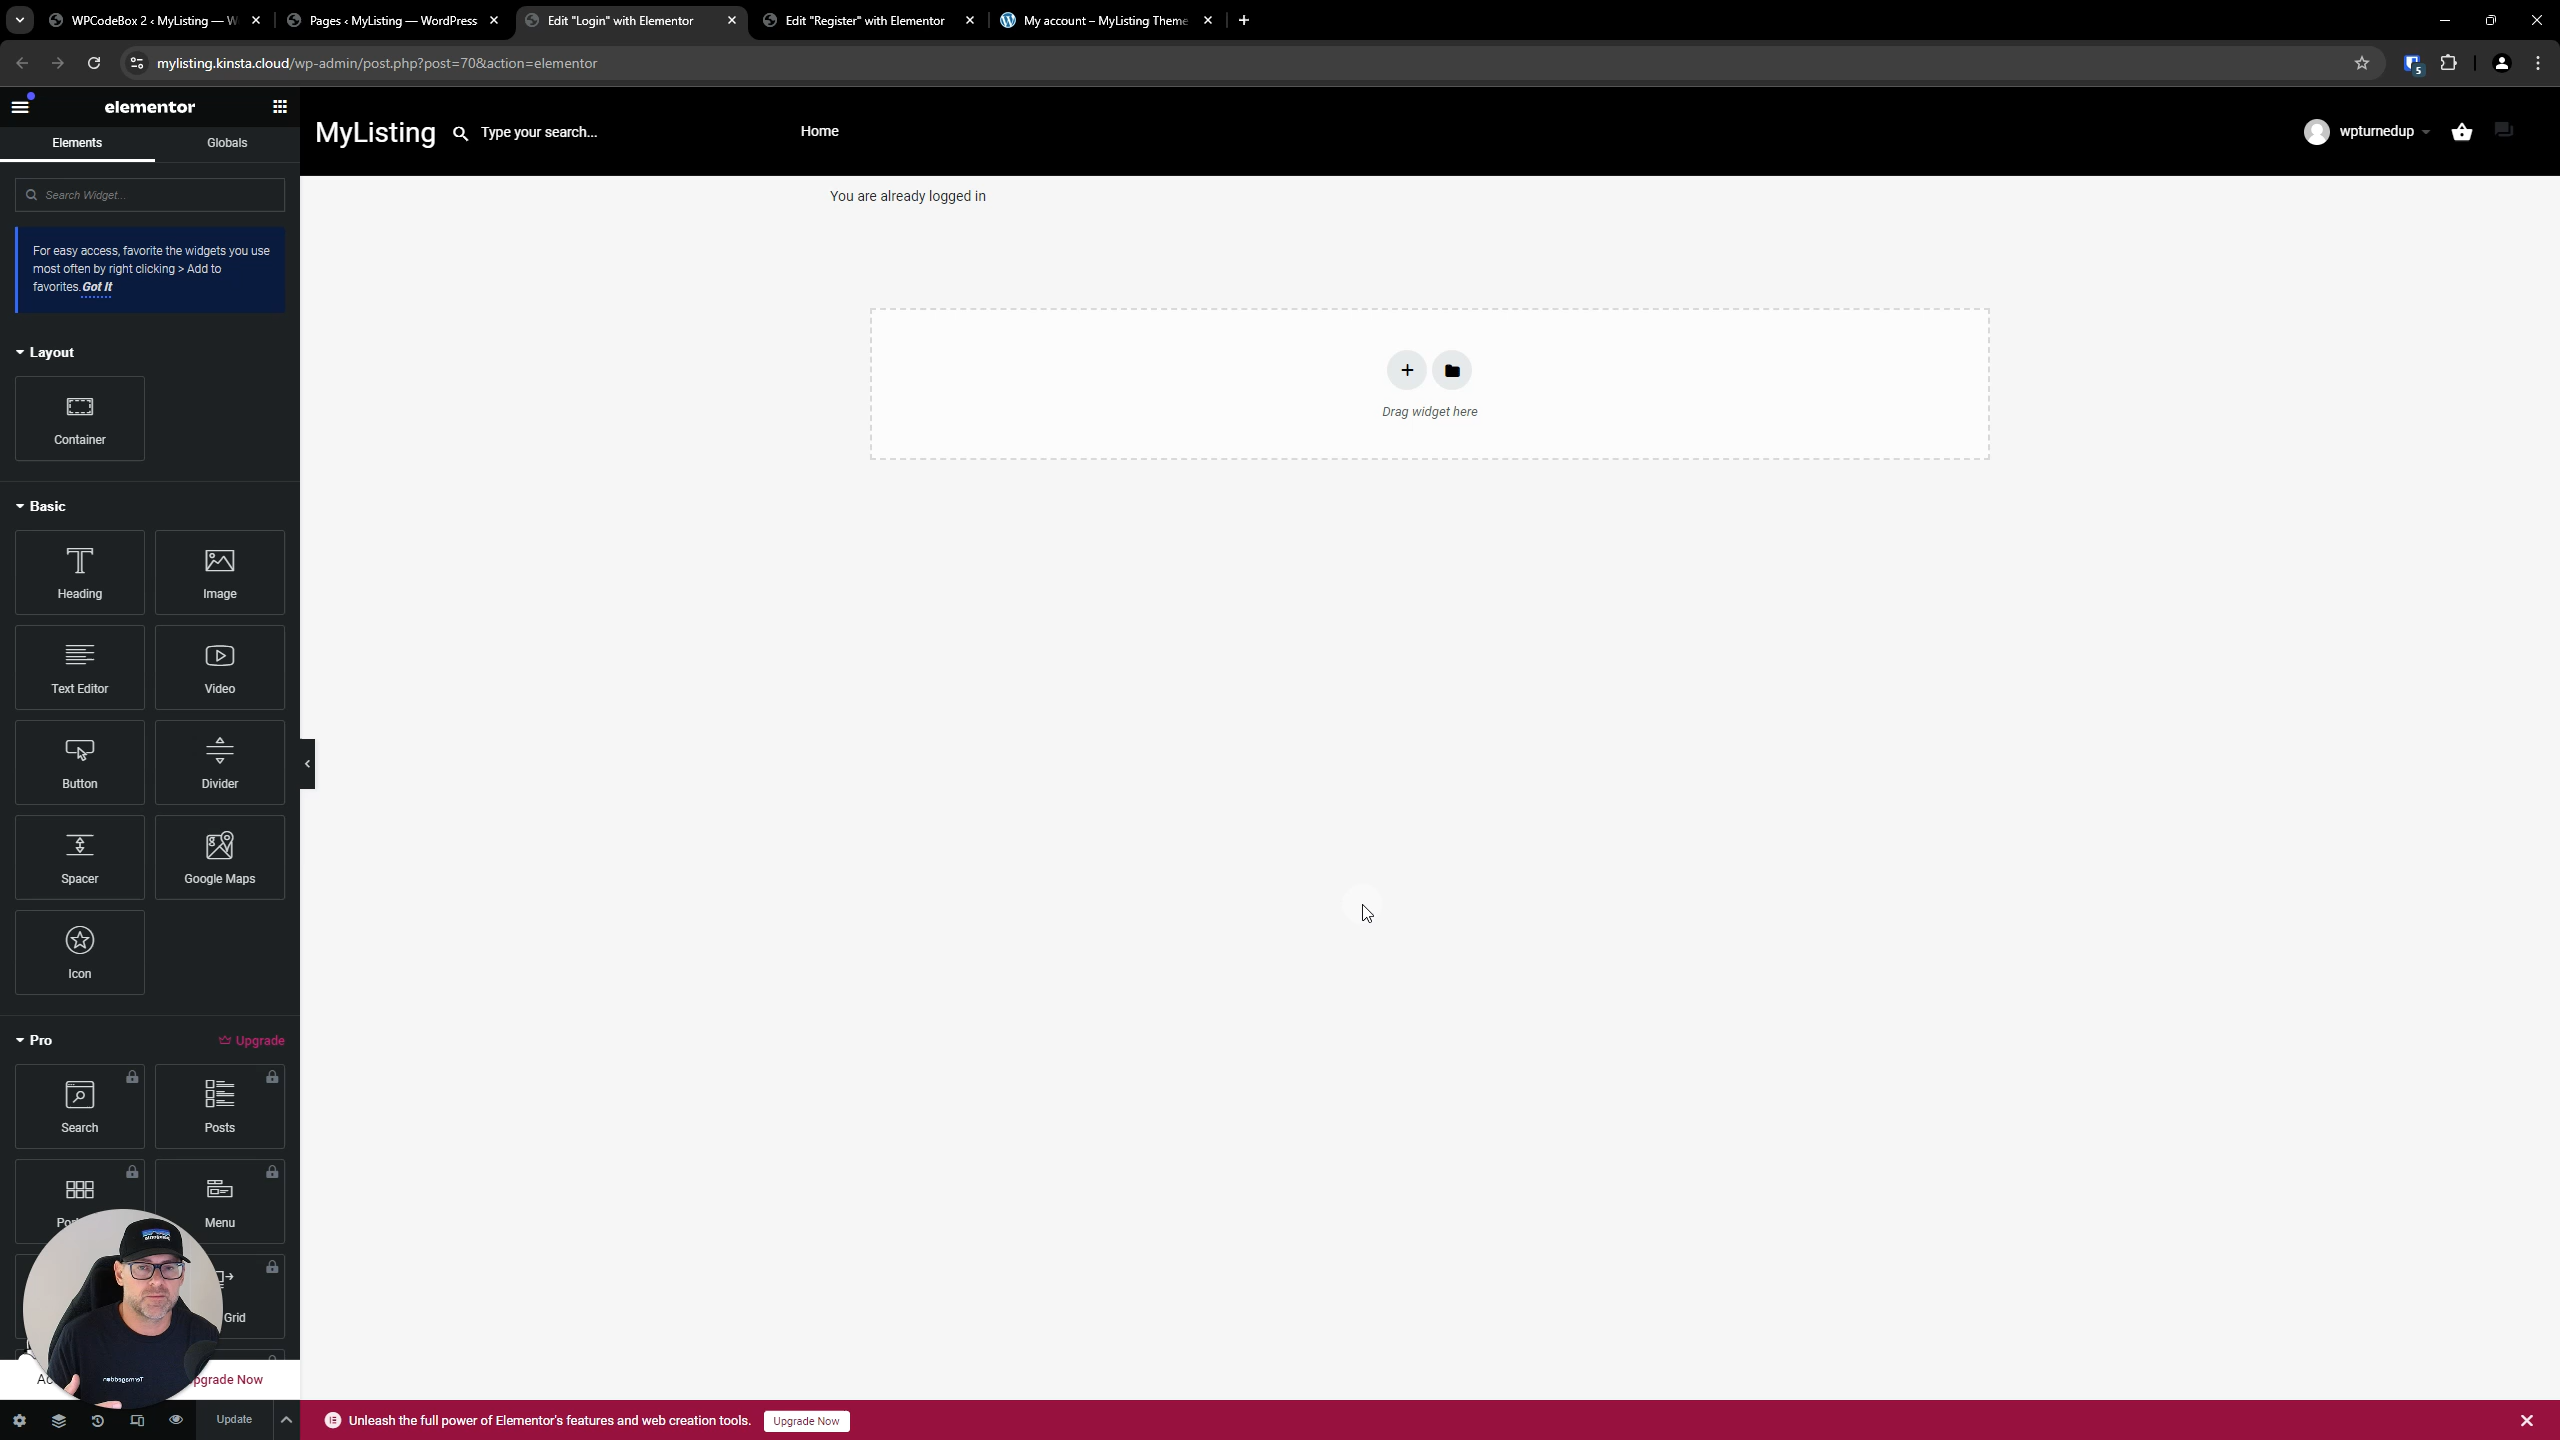 WPCodeBox 2 ‹ MyListing — W
Pages ‹ MyListing — WordPress
Edit "Login" with Elementor
Edit "Register" with Elementor
My account – MyListing Theme
mylisting.kinsta.cloud/wp-admin/post.php?post=70&action=elementor
5
elementor
Elements
Globals
Search Widget...
For easy access, favorite the widgets you use
most often by right clicking > Add to
favorites. Got It
Layout
Container
Basic
Heading
Image
Text Editor
Video
Button
Divider
Spacer
Google Maps
Icon
Pro
Upgrade
Search
Posts
Menu
Grid
Upgrade Now
Update
MyListing
Type your search...
Home
wpturnedup
You are already logged in
Drag widget here
Unleash the full power of Elementor's features and web creation tools.
Upgrade Now